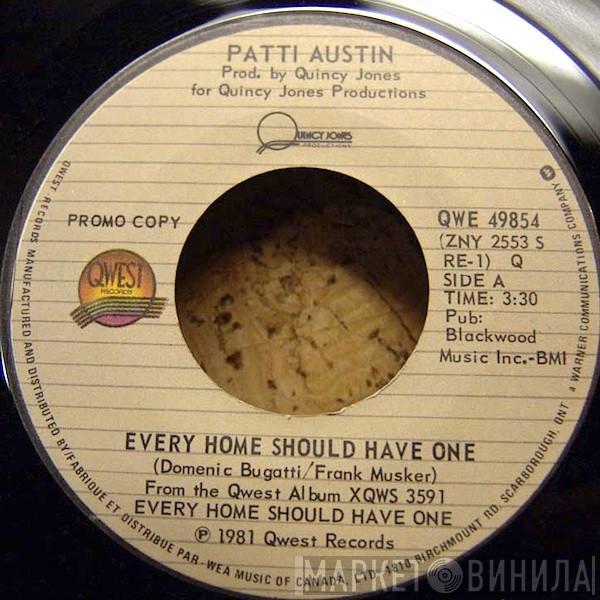 PATTI AUSTIN
Prod. by Quincy Jones
for Quincy Jones Productions
QUINCY JONES
PRODUCTIONS
PROMO COPY
QWEST
RECORDS
QWE 49854
(ZNY 2553 S
RE-1) Q
SIDE A
TIME: 3:30
Pub:
Blackwood
Music Inc.-BMI
EVERY HOME SHOULD HAVE ONE
(Domenic Bugatti/Frank Musker)
From the Qwest Album XQWS 3591
EVERY HOME SHOULD HAVE ONE
℗ 1981 Qwest Records
QWEST RECORDS MANUFACTURED AND DISTRIBUTED BY/FABRIQUE ET DISTRIBUE PAR-WEA MUSIC OF CANADA, LTD. 1810 BIRCHMOUNT RD. SCARBOROUGH, ONT A WARNER COMMUNICATIONS COMPANY
МАРКЕТ ВИНИЛА